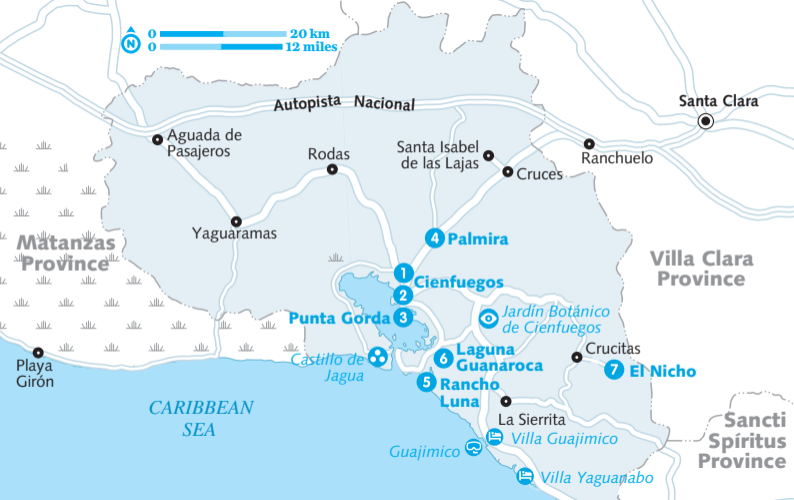 0 20 km
N
0 12 miles
Autopista Nacional
Santa Clara
Aguada de
Pasajeros
Rodas
Santa Isabel
de las Lajas
Ranchuelo
Cruces
Yaguaramas
4 Palmira
Matanzas
Province
Villa Clara
Province
1
Cienfuegos
2
Punta Gorda 3
Jardín Botánico
de Cienfuegos
Castillo de
Jagua
6 Laguna
Guanaroca
Crucitas
7 El Nicho
Playa
Girón
5 Rancho
Luna
CARIBBEAN
SEA
La Sierrita
Sancti
Spíritus
Province
Villa Guajimico
Guajimico
Villa Yaguanabo